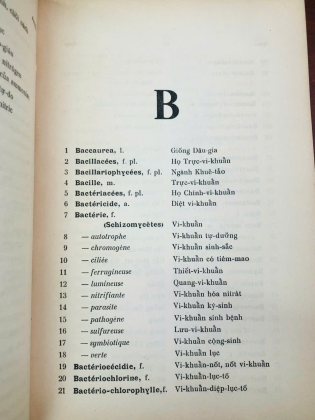 B
1 Baccaurea, l. Giống Dâu-gia
2 Bacillacées, f. pl. Họ Trực-vi-khuẩn
3 Bacillariophycées, f. pl. Ngành Khuê-tảo
4 Bacille, m. Trực-vi-khuẩn
5 Bactériacées, f. pl. Họ Chính-vi-khuẩn
6 Bactéricide, a. Diệt vi-khuẩn
7 Bactérie, f.
(Schizomycètes) Vi-khuẩn
8 — autotrophe Vi-khuẩn tự-dưỡng
9 — chromogène Vi-khuẩn sinh-sắc
10 — ciliée Vi-khuẩn có tiêm-mao
11 — ferrugineuse Thiết-vi-khuẩn
12 — lumineuse Quang-vi-khuẩn
13 — nitrifiante Vi-khuẩn hóa nitrát
14 — parasite Vi-khuẩn ký-sinh
15 — pathogène Vi-khuẩn sinh bệnh
16 — sulfureuse Lưu-vi-khuẩn
17 — symbiotique Vi-khuẩn cộng-sinh
18 — verte Vi-khuẩn lục
19 Bactériocécidie, f. Vi-khuẩn-nốt, nốt vi-khuẩn
20 Bactériochlorine, f. Vi-khuẩn-lục-tố
21 Bactério-chlorophylle,f. Vi-khuẩn-diệp-lục-tố